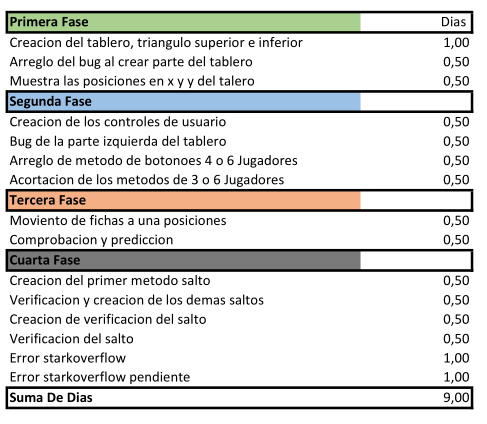 Primera Fase Dias
Creacion del tablero, triangulo superior e inferior 1,00
Arreglo del bug al crear parte del tablero 0,50
Muestra las posiciones en x y y del talero 0,50
Segunda Fase
Creacion de los controles de usuario 0,50
Bug de la parte izquierda del tablero 0,50
Arreglo de metodo de botonoes 4 o 6 Jugadores 0,50
Acortacion de los metodos de 3 o 6 Jugadores 0,50
Tercera Fase
Moviento de fichas a una posiciones 0,50
Comprobacion y prediccion 0,50
Cuarta Fase
Creacion del primer metodo salto 0,50
Verificacion y creacion de los demas saltos 0,50
Creacion de verificacion del salto 0,50
Verificacion del salto 0,50
Error starkoverflow 1,00
Error starkoverflow pendiente 1,00
Suma De Dias 9,00